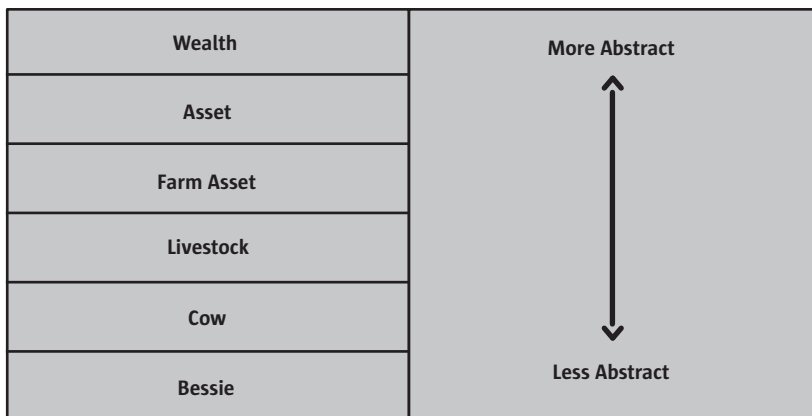 Wealth
Asset
Farm Asset
Livestock
Cow
Bessie
More Abstract
Less Abstract